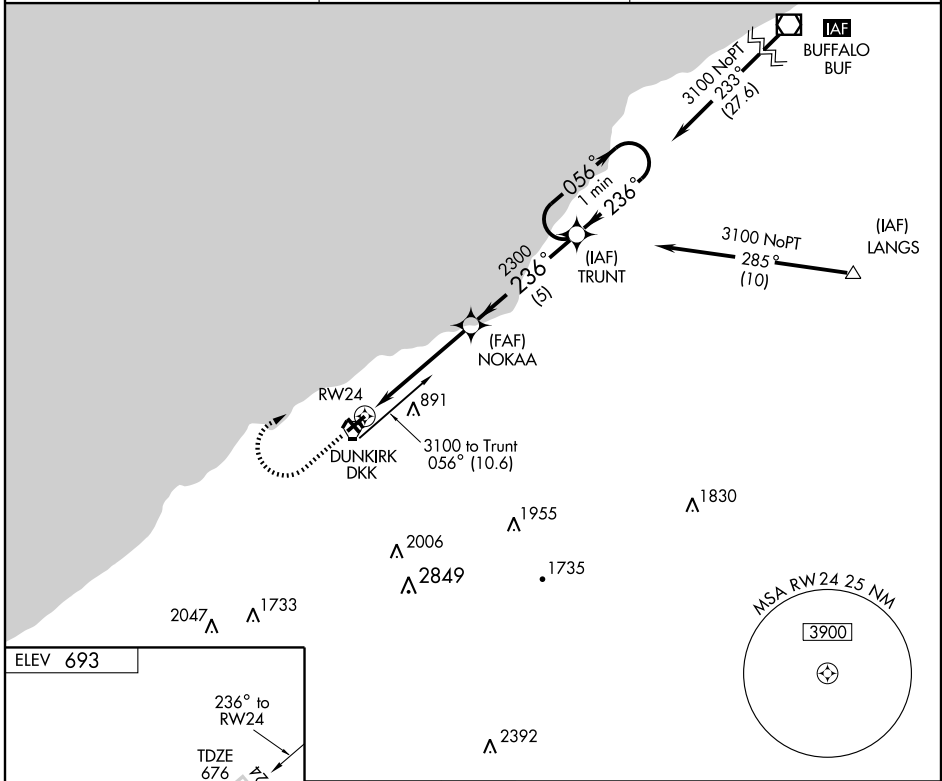 IAF
BUFFALO
BUF
3100 NoPT
233°
(27.6)
056°
1 min
236°
(IAF)
TRUNT
3100 NoPT
285°
(10)
(IAF)
LANGS
2300
236°
(5)
(FAF)
NOKAA
RW24
891
3100 to Trunt
056° (10.6)
DUNKIRK
DKK
1830
1955
2006
1735
2849
2047
1733
MSA RW 24 25 NM
3900
ELEV 693
236° to
RW24
TDZE
676
24
2392